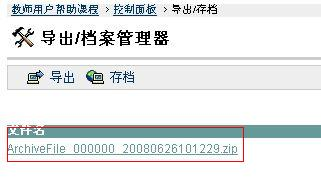 教师用户帮助课程 > 控制面板 > 导出/存档
导出/档案管理器
导出 存档
文件名
ArchiveFile_000000_20080626101229.zip